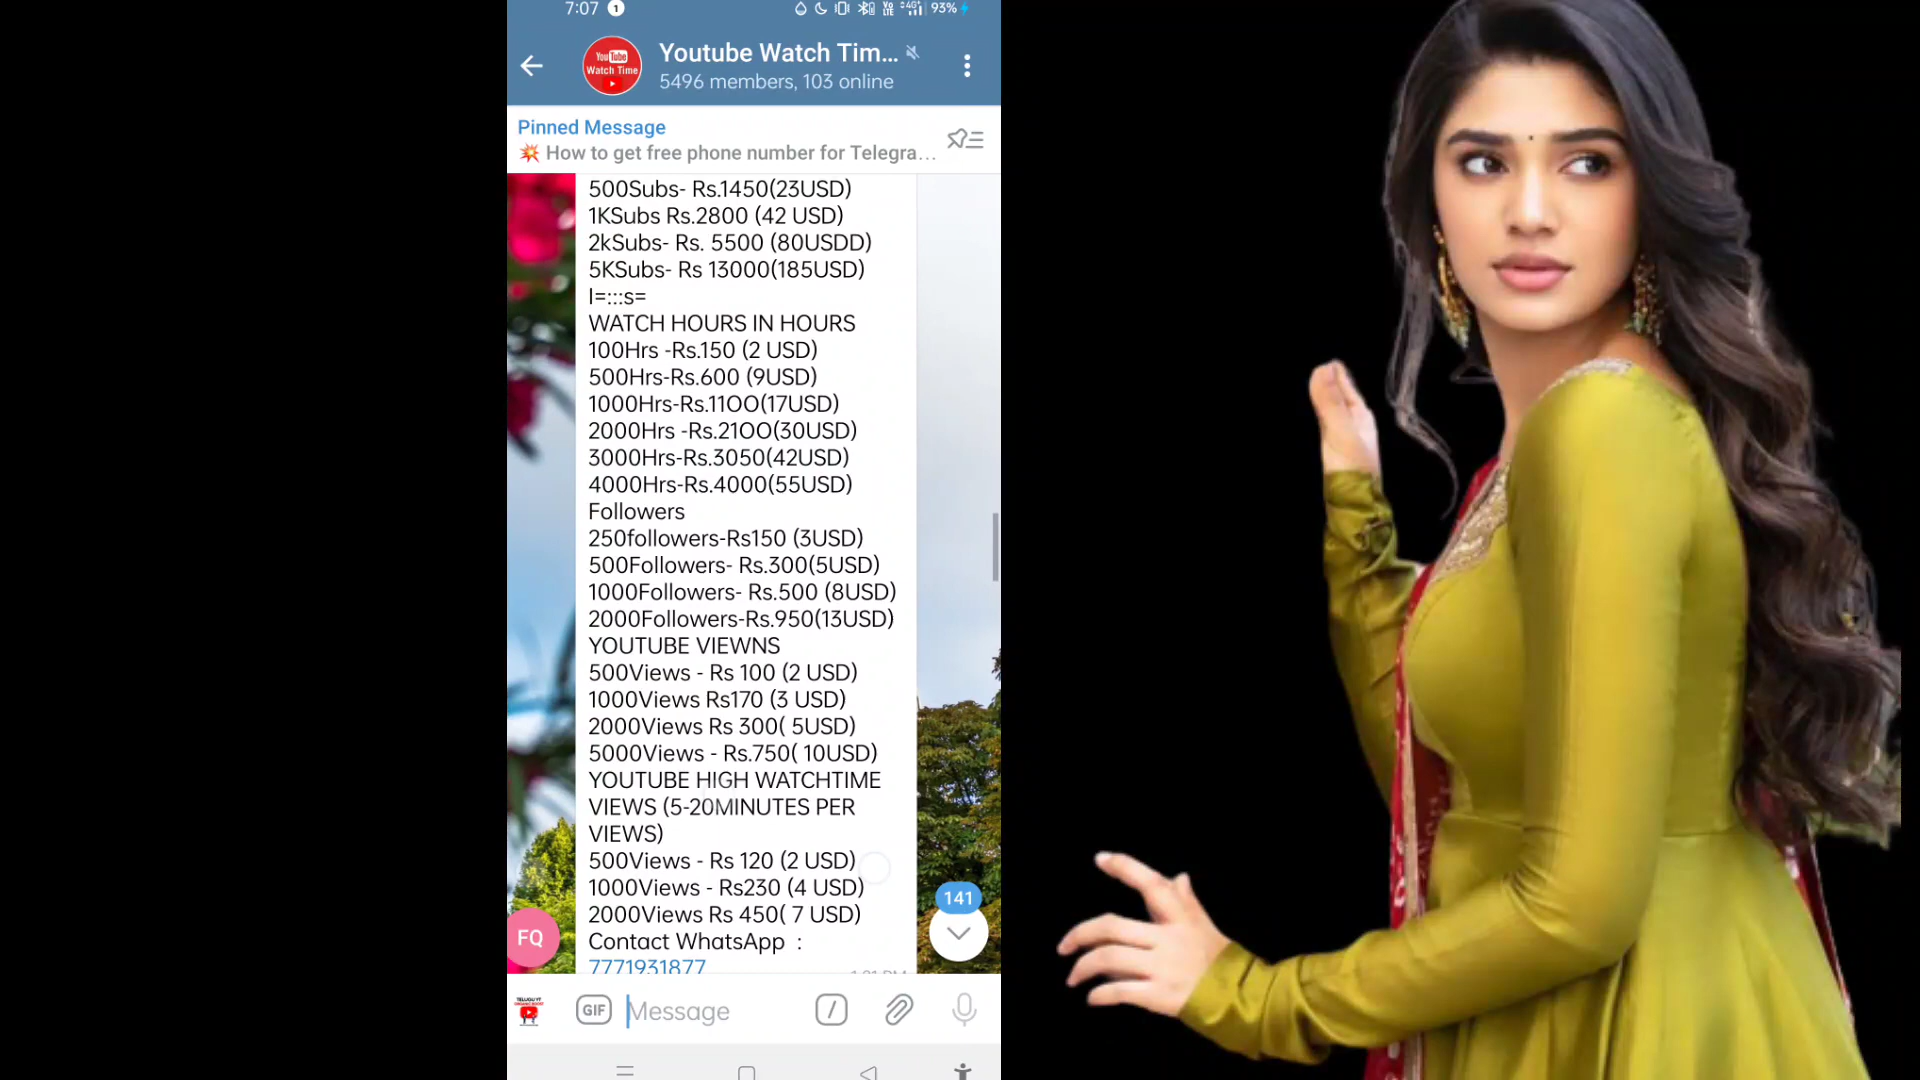 7:07 1
93%
You Tube
Watch Time
Youtube Watch Tim...
5496 members, 103 online
Pinned Message
💥 How to get free phone number for Telegra...
500Subs- Rs.1450(23USD)
1KSubs Rs.2800 (42 USD)
2kSubs- Rs. 5500 (80USDD)
5KSubs- Rs 13000(185USD)
I=:::s=
WATCH HOURS IN HOURS
100Hrs -Rs.150 (2 USD)
500Hrs-Rs.600 (9USD)
1000Hrs-Rs.11OO(17USD)
2000Hrs -Rs.21OO(30USD)
3000Hrs-Rs.3050(42USD)
4000Hrs-Rs.4000(55USD)
Followers
250followers-Rs150 (3USD)
500Followers- Rs.300(5USD)
1000Followers- Rs.500 (8USD)
2000Followers-Rs.950(13USD)
YOUTUBE VIEWNS
500Views - Rs 100 (2 USD)
1000Views Rs170 (3 USD)
2000Views Rs 300( 5USD)
5000Views - Rs.750( 10USD)
YOUTUBE HIGH WATCHTIME
VIEWS (5-20MINUTES PER
VIEWS)
500Views - Rs 120 (2 USD)
1000Views - Rs230 (4 USD)
2000Views Rs 450( 7 USD)
Contact WhatsApp :
7771931877
141
FQ
GIF
Message